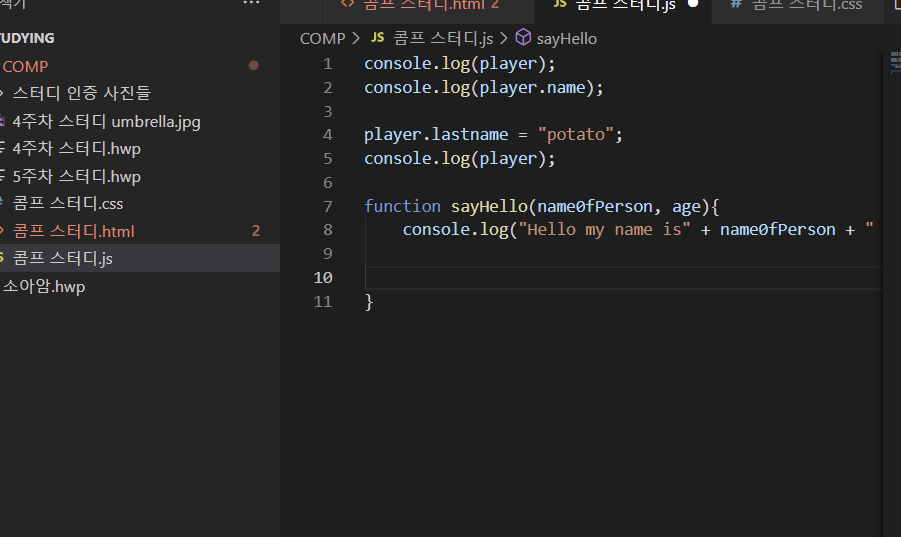 색기
···
콤프 스터디.html 2
JS 콤프 스터디.js
# 콤프 스터디.css
TUDYING
COMP > JS 콤프 스터디.js > sayHello
COMP
스터디 인증 사진들
4주차 스터디 umbrella.jpg
4주차 스터디.hwp
5주차 스터디.hwp
콤프 스터디.css
콤프 스터디.html 2
콤프 스터디.js
소아암.hwp
1 console.log(player);
2 console.log(player.name);
3
4 player.lastname = "potato";
5 console.log(player);
6
7 function sayHello(name0fPerson, age){
8 console.log("Hello my name is" + name0fPerson + "
9
10
11 }